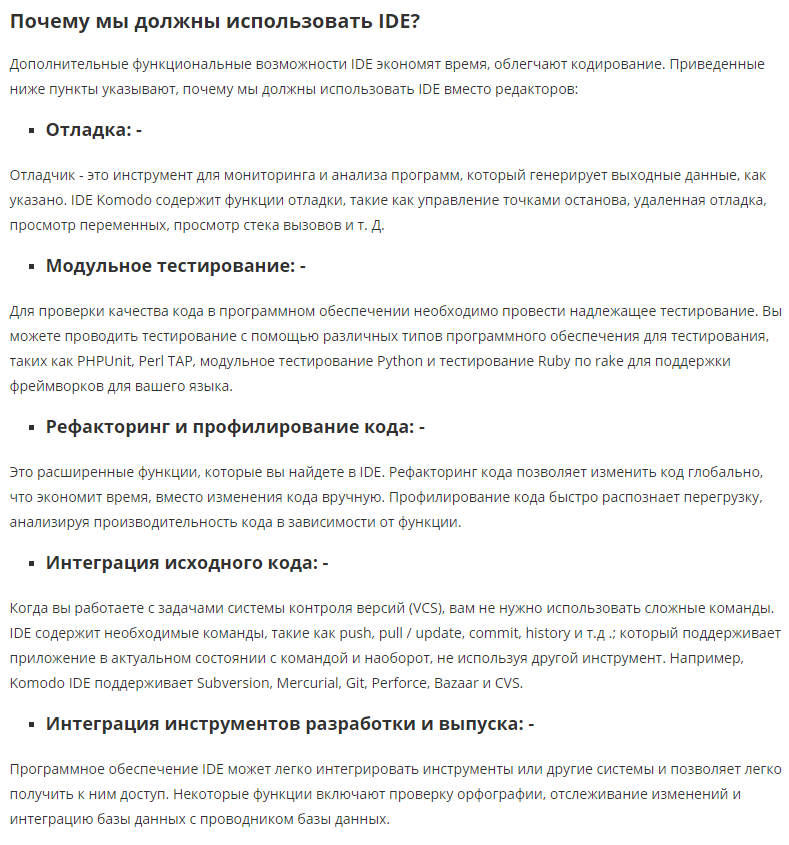 Почему мы должны использовать IDE?
Дополнительные функциональные возможности IDE экономят время, облегчают кодирование. Приведенные
ниже пункты указывают, почему мы должны использовать IDE вместо редакторов:
▪ Отладка: -
Отладчик - это инструмент для мониторинга и анализа программ, который генерирует выходные данные, как
указано. IDE Komodo содержит функции отладки, такие как управление точками останова, удаленная отладка,
просмотр переменных, просмотр стека вызовов и т. Д.
▪ Модульное тестирование: -
Для проверки качества кода в программном обеспечении необходимо провести надлежащее тестирование. Вы
можете проводить тестирование с помощью различных типов программного обеспечения для тестирования,
таких как PHPUnit, Perl TAP, модульное тестирование Python и тестирование Ruby по rake для поддержки
фреймворков для вашего языка.
▪ Рефакторинг и профилирование кода: -
Это расширенные функции, которые вы найдете в IDE. Рефакторинг кода позволяет изменить код глобально,
что экономит время, вместо изменения кода вручную. Профилирование кода быстро распознает перегрузку,
анализируя производительность кода в зависимости от функции.
▪ Интеграция исходного кода: -
Когда вы работаете с задачами системы контроля версий (VCS), вам не нужно использовать сложные команды.
IDE содержит необходимые команды, такие как push, pull / update, commit, history и т.д .; который поддерживает
приложение в актуальном состоянии с командой и наоборот, не используя другой инструмент. Например,
Komodo IDE поддерживает Subversion, Mercurial, Git, Perforce, Bazaar и CVS.
▪ Интеграция инструментов разработки и выпуска: -
Программное обеспечение IDE может легко интегрировать инструменты или другие системы и позволяет легко
получить к ним доступ. Некоторые функции включают проверку орфографии, отслеживание изменений и
интеграцию базы данных с проводником базы данных.